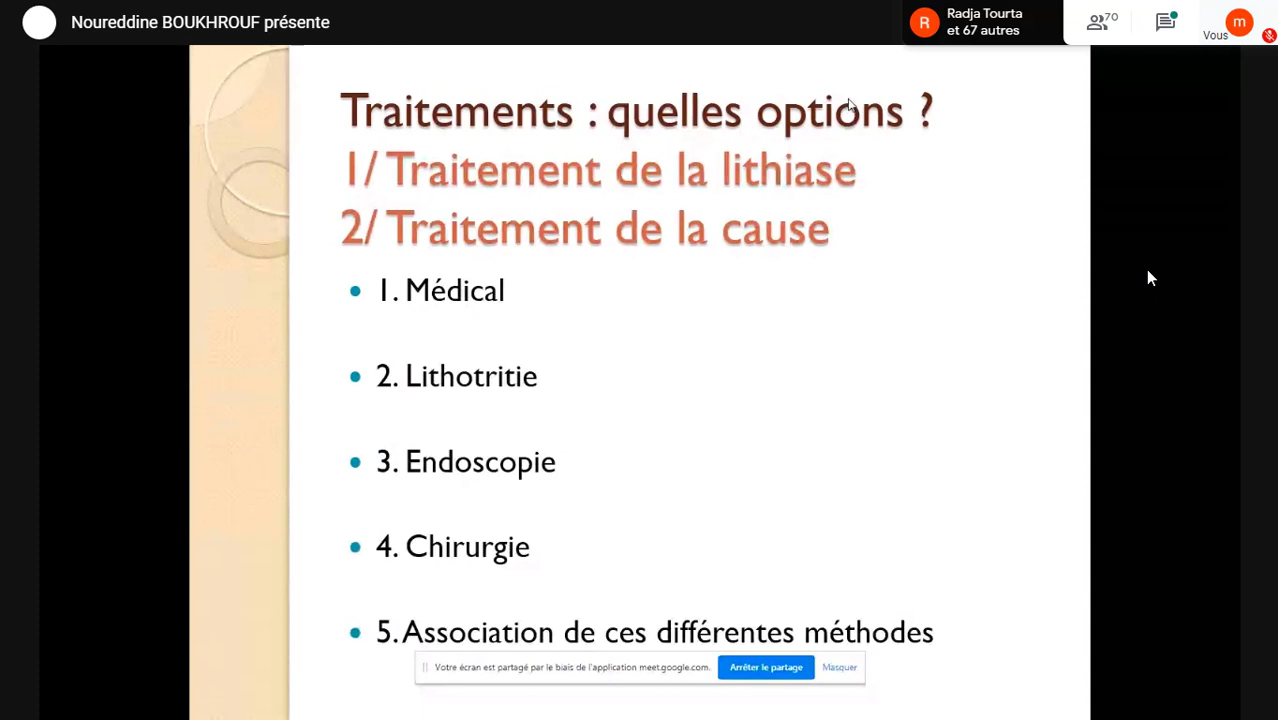 Noureddine BOUKHROUF présente
R
Radja Tourta
et 67 autres
70
Vous
m
Traitements : quelles options ?
1/ Traitement de la lithiase
2/ Traitement de la cause
• 1. Médical
• 2. Lithotritie
• 3. Endoscopie
• 4. Chirurgie
• 5. Association de ces différentes méthodes
Votre écran est partagé par le biais de l'application meet.google.com.
Arrêter le partage
Masquer